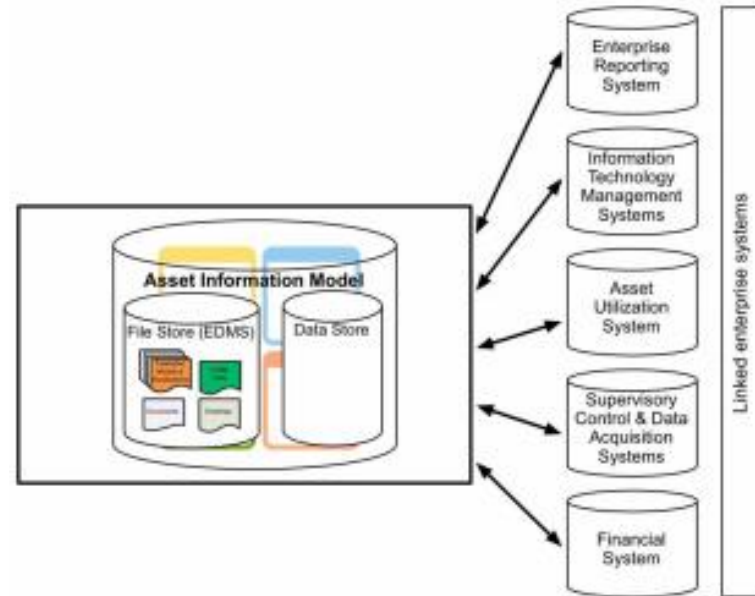 Enterprise
Reporting
System
Information
Technology
Management
Systems
Asset Information Model
File Store (EDMS)
Data Store
Asset
Utilization
System
Supervisory
Control & Data
Acquisition
Systems
Financial
System
Linked enterprise systems